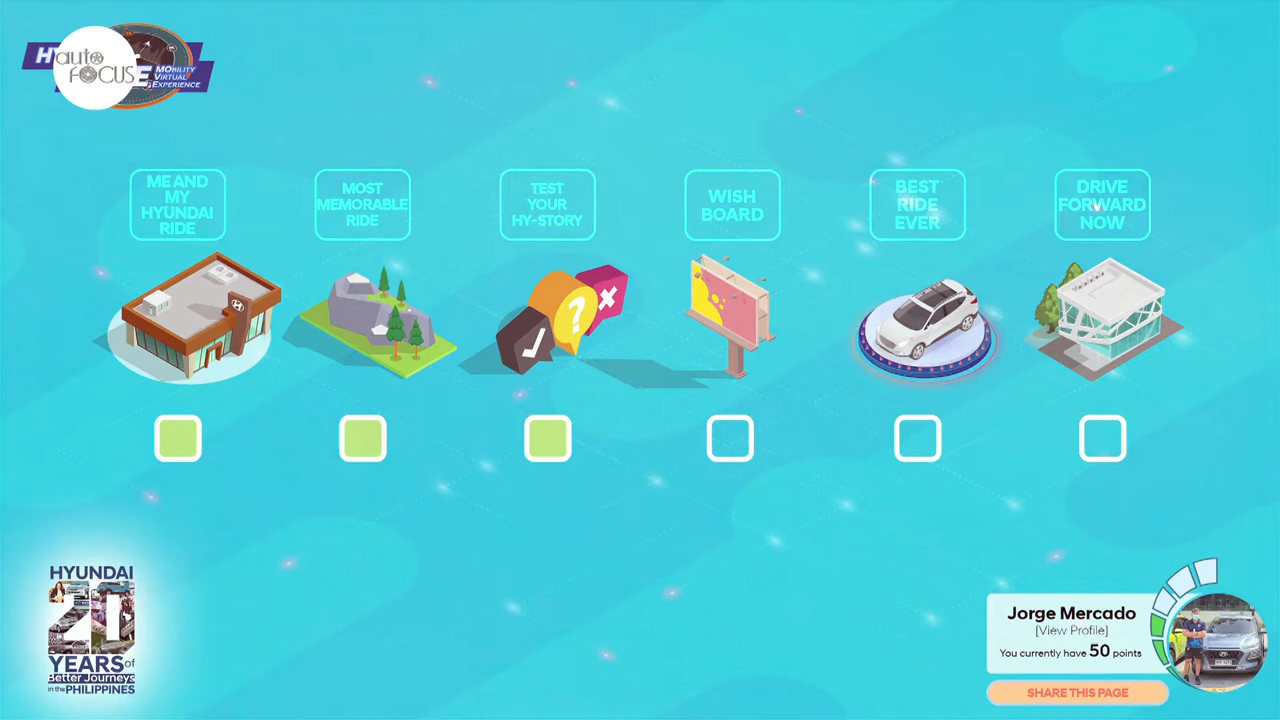 auto
FOCUS
MOBILITY
VIRTUAL
EXPERIENCE
ME AND
MY
HYUNDAI
RIDE
MOST
MEMORABLE
RIDE
TEST
YOUR
HY-STORY
WISH
BOARD
BEST
RIDE
EVER
DRIVE
FORWARD
NOW
HYUNDAI
20
YEARS of
Better Journeys
in the PHILIPPINES
Jorge Mercado
[View Profile]
You currently have 50 points
SHARE THIS PAGE